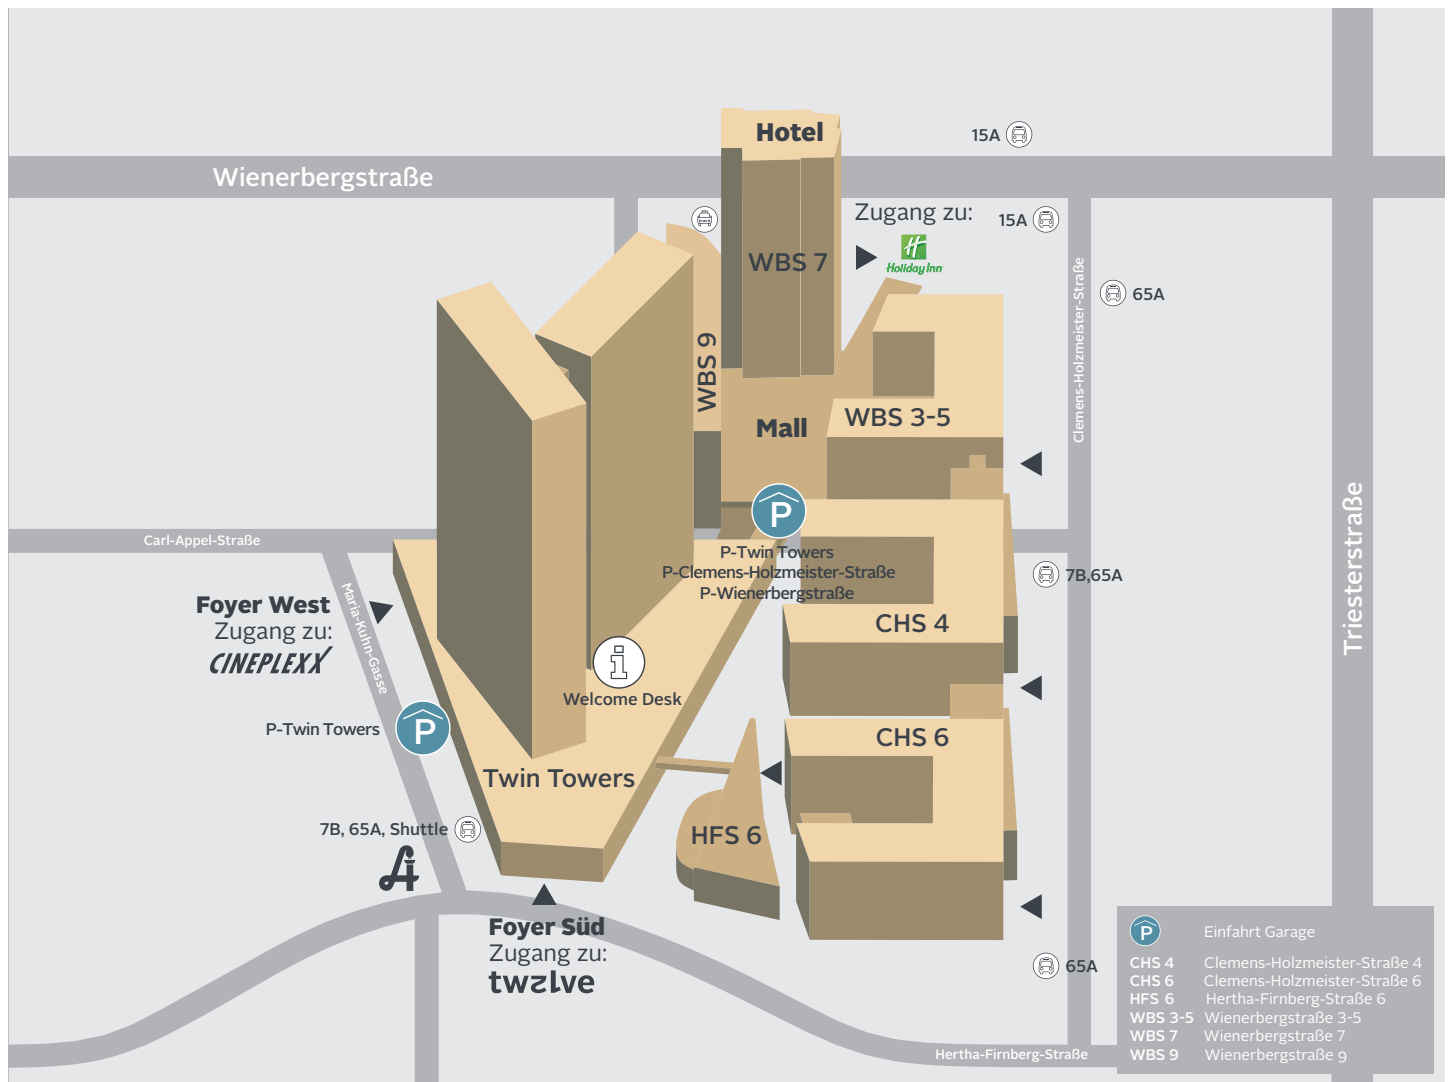 Hotel
15A
Wienerbergstraße
Zugang zu:
15A
WBS 7
Holiday Inn
65A
Clemens-Holzmeister-Straße
WBS 9
WBS 3-5
Mall
P
Carl-Appel-Straße
P-Twin Towers
P-Clemens-Holzmeister-Straße
P-Wienerbergstraße
7B,65A
Triesterstraße
Maria-Kuhn-Gasse
Foyer West
Zugang zu:
CINEPLEXX
CHS 4
i
Welcome Desk
P-Twin Towers
P
CHS 6
Twin Towers
7B, 65A, Shuttle
HFS 6
Foyer Süd
Zugang zu:
twelve
65A
Hertha-Firnberg-Straße
P Einfahrt Garage
CHS 4 Clemens-Holzmeister-Straße 4
CHS 6 Clemens-Holzmeister-Straße 6
HFS 6 Hertha-Firnberg-Straße 6
WBS 3-5 Wienerbergstraße 3-5
WBS 7 Wienerbergstraße 7
WBS 9 Wienerbergstraße 9